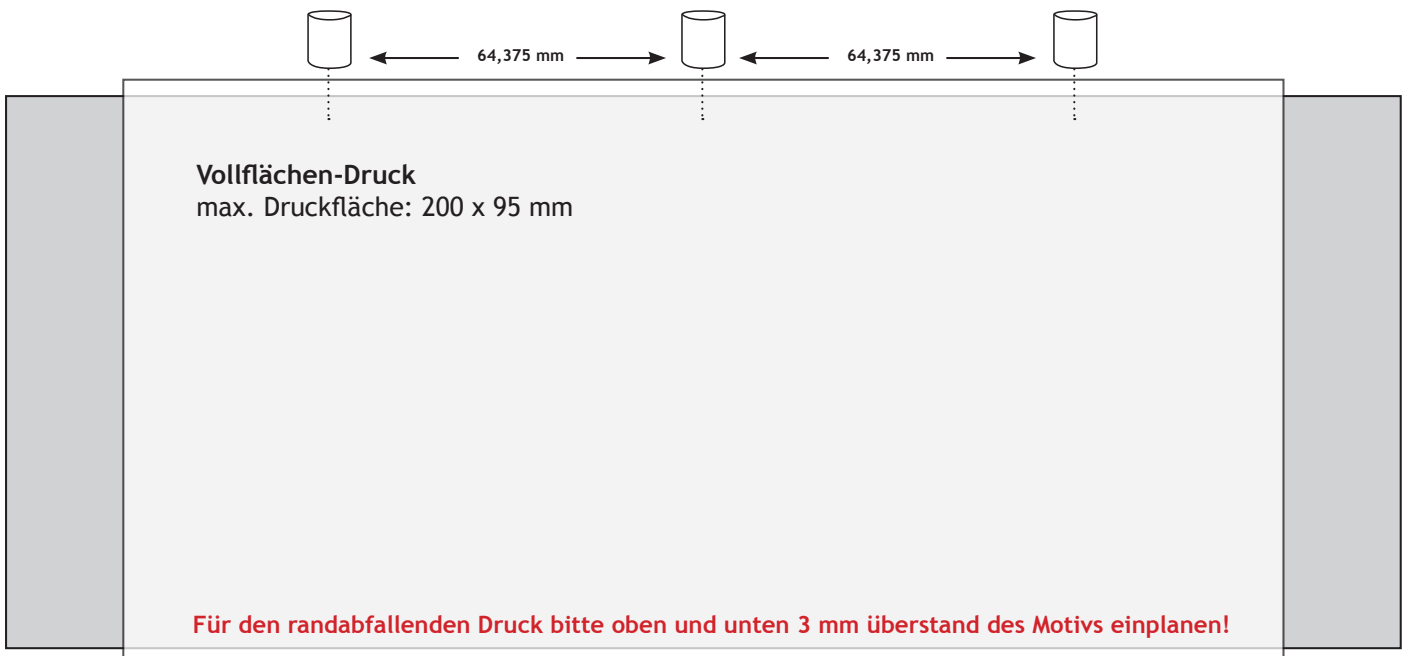 64,375 mm 64,375 mm
Vollflächen-Druck
max. Druckfläche: 200 x 95 mm
Für den randabfallenden Druck bitte oben und unten 3 mm überstand des Motivs einplanen!